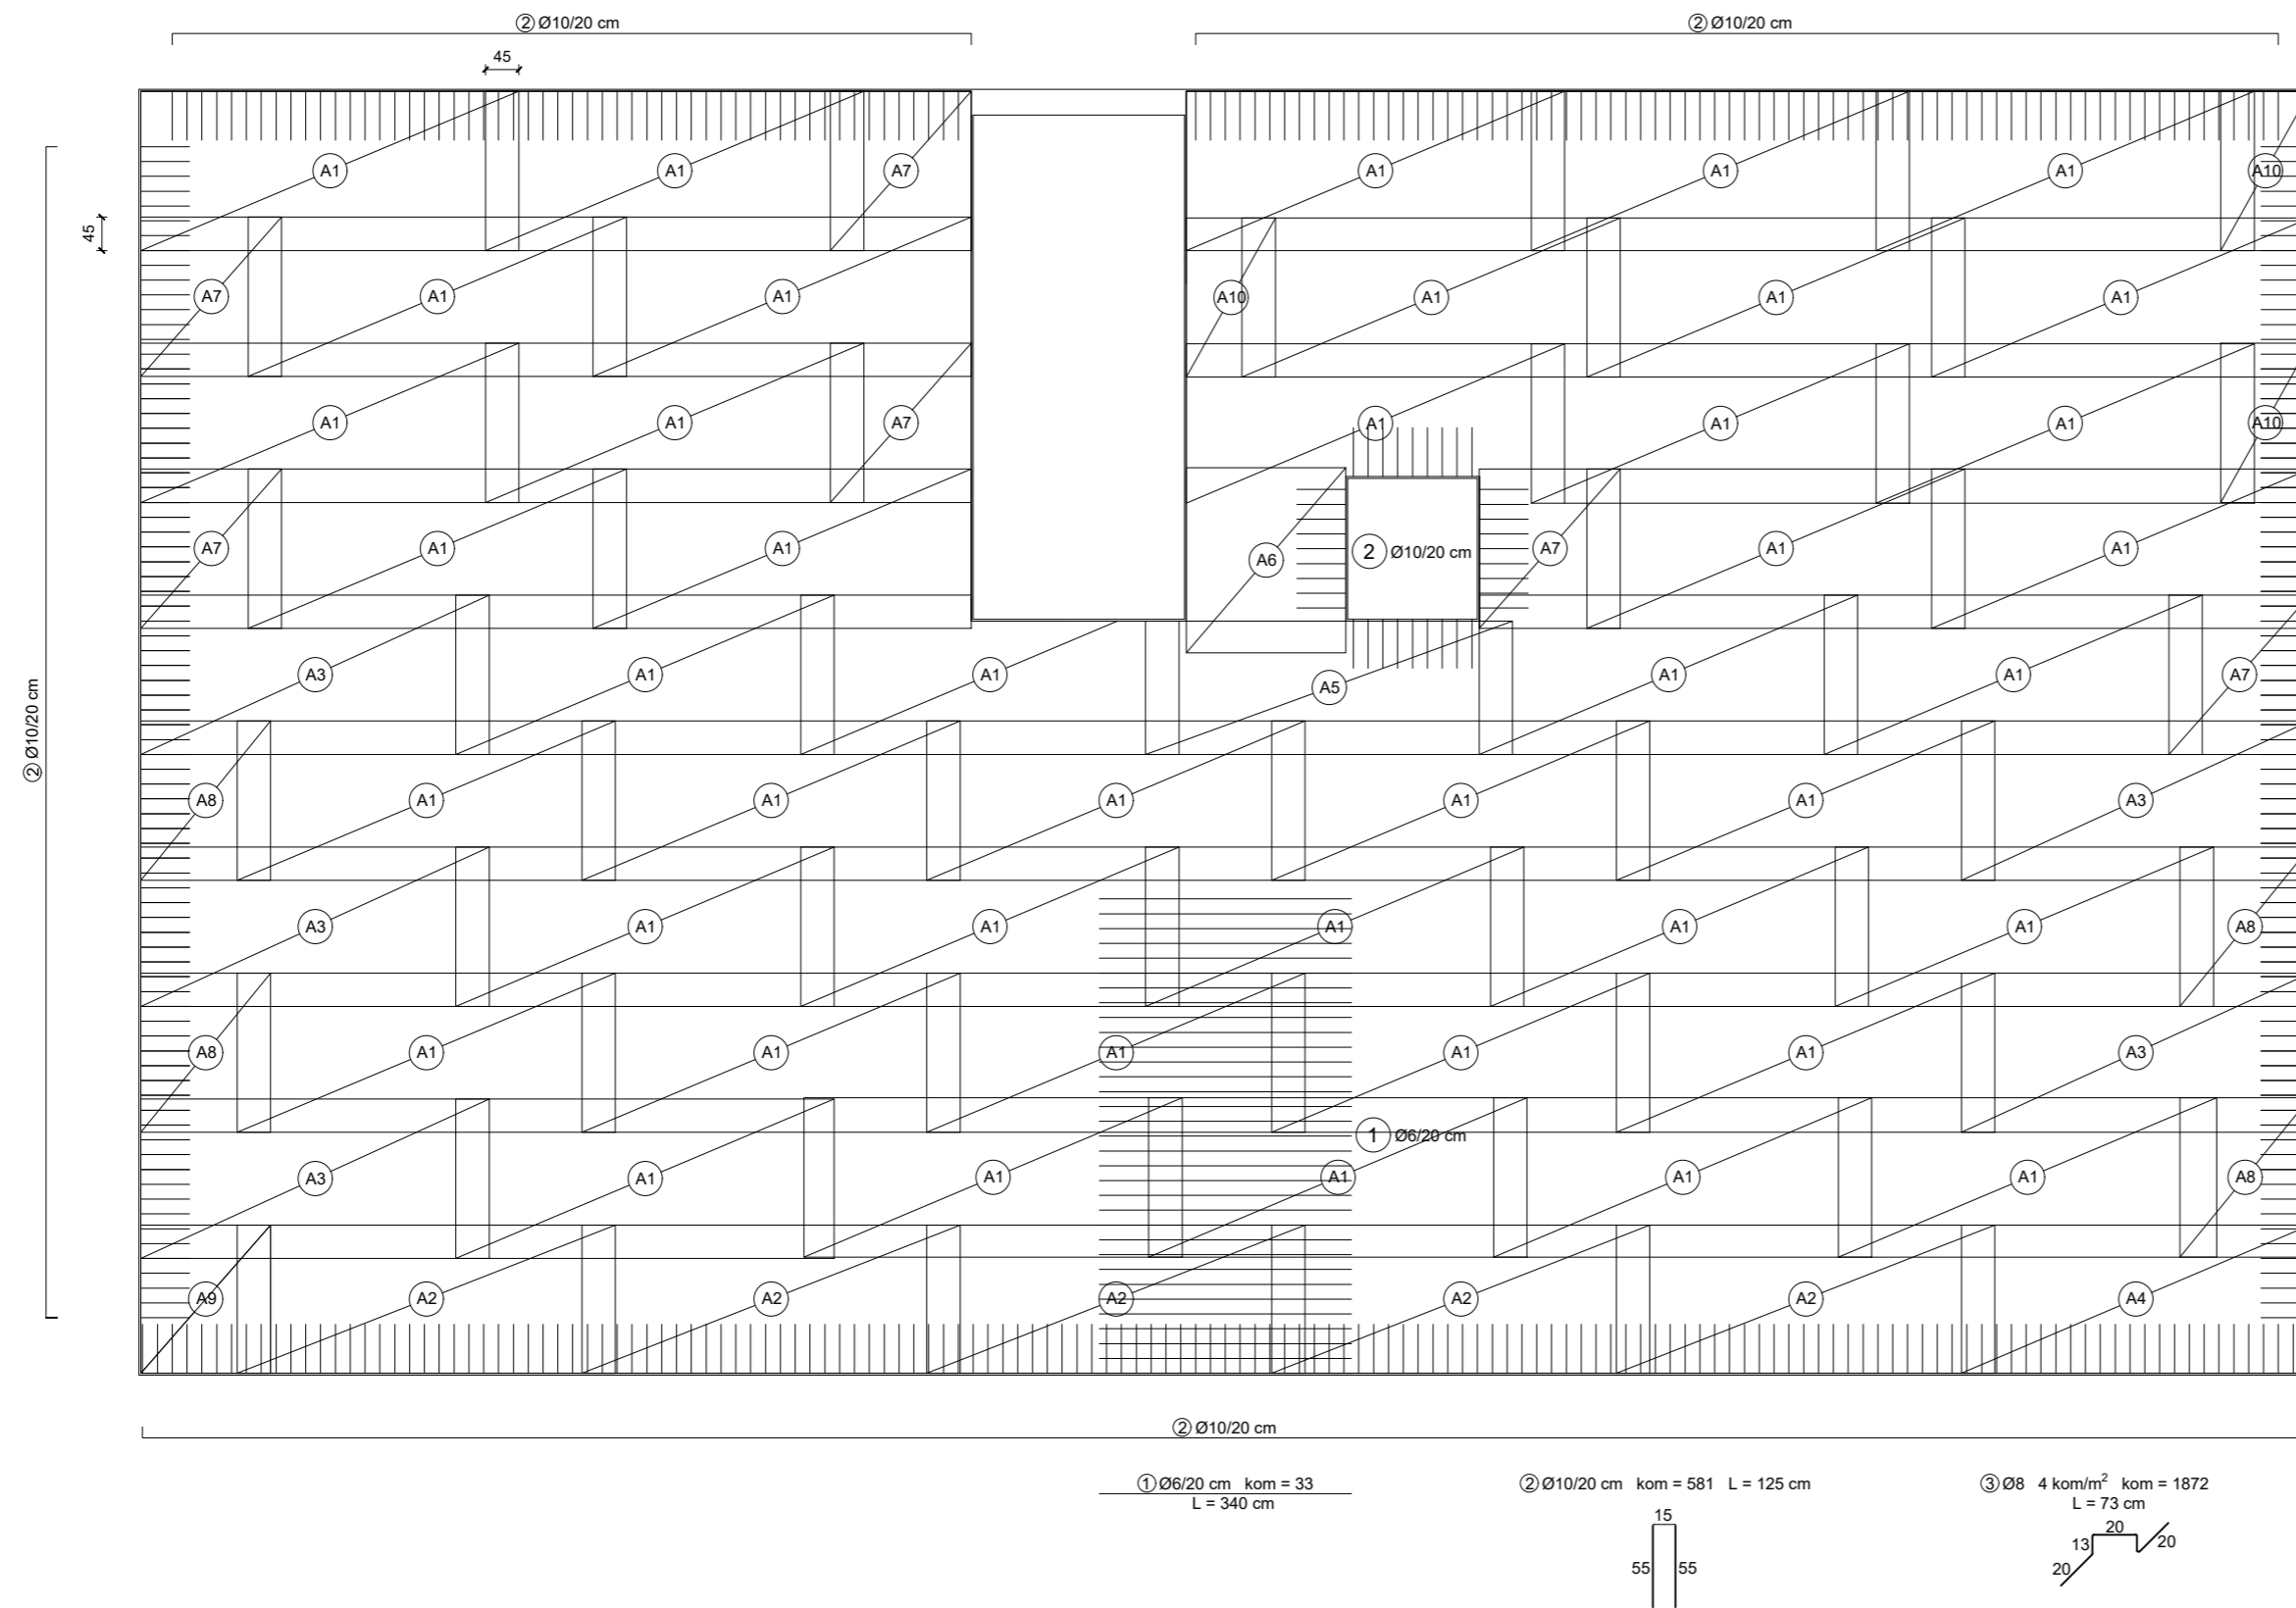 ② Ø10/20 cm ② Ø10/20 cm
45
A1 A1 A7 A1 A1 A1 A10
45
A7 A1 A1 A10 A1 A1 A1
A1 A1 A7 A1 A1 A1 A10
A7 A1 A1 A6 ② Ø10/20 cm A7 A1 A1
A3 A1 A1 A5 A1 A1 A7
② Ø10/20 cm
A8 A1 A1 A1 A1 A1 A3
A3 A1 A1 A1 A1 A1 A8
A8 A1 A1 A1 A1 A1 A3
① Ø6/20 cm
A3 A1 A1 A1 A1 A1 A8
A9 A2 A2 A2 A2 A2 A4
② Ø10/20 cm
① Ø6/20 cm kom = 33
L = 340 cm
② Ø10/20 cm kom = 581 L = 125 cm
15
55 55
③ Ø8 4 kom/m² kom = 1872
L = 73 cm
20
13 20
20